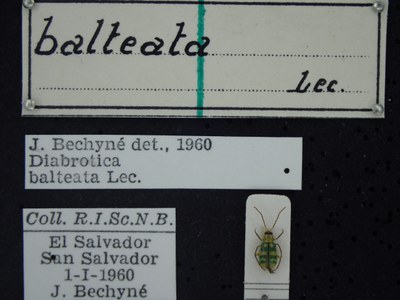 balteata
Lec.
J. Bechyné det., 1960
Diabrotica
balteata Lec.
Coll. R.I.Sc.N.B.
El Salvador
San Salvador
1-I-1960
J. Bechyné